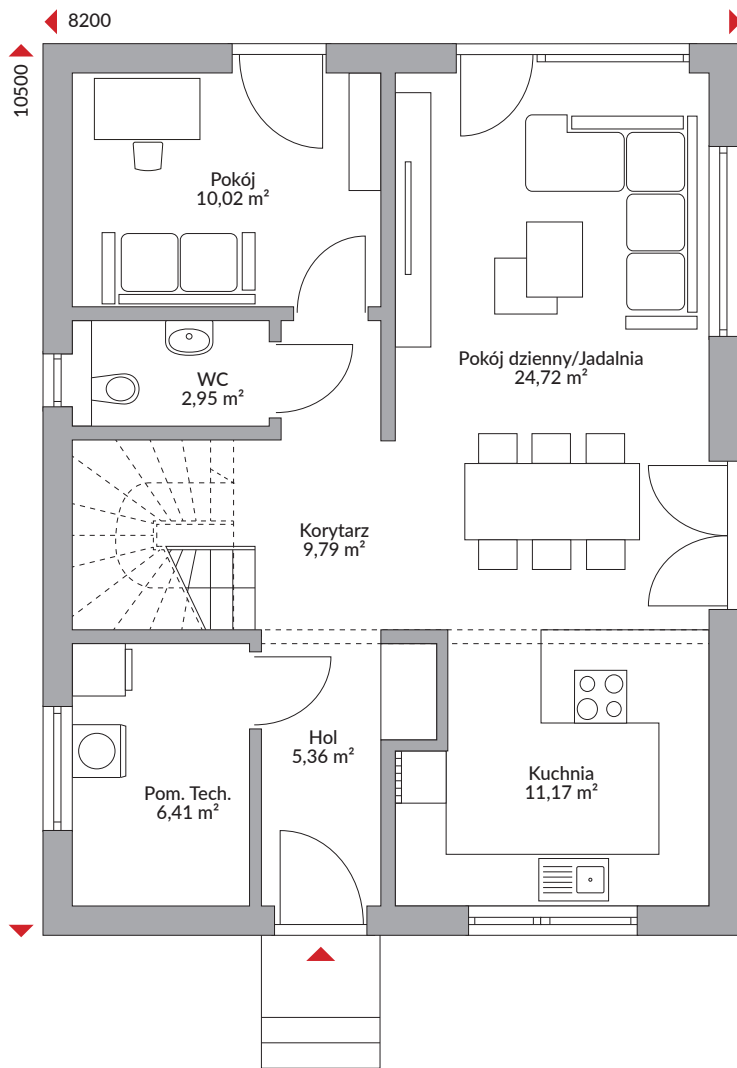 8200
10500
Pokój
10,02 m²
WC
2,95 m²
Pokój dzienny/Jadalnia
24,72 m²
Korytarz
9,79 m²
Hol
5,36 m²
Pom. Tech.
6,41 m²
Kuchnia
11,17 m²